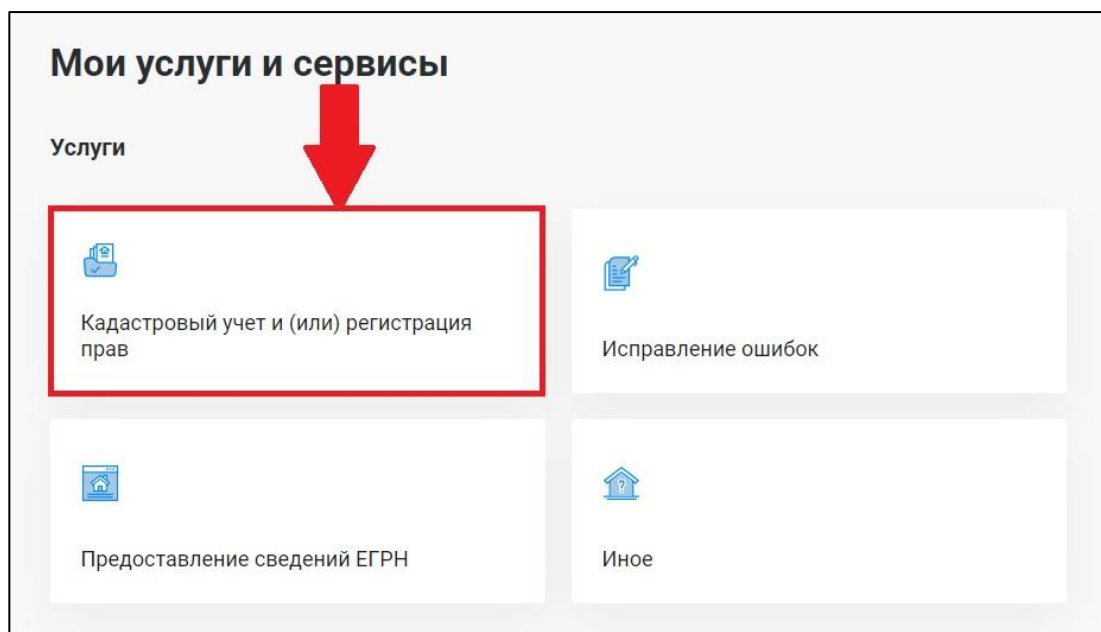 Мои услуги и сервисы
Услуги
Кадастровый учет и (или) регистрация
прав
Исправление ошибок
Предоставление сведений ЕГРН
Иное